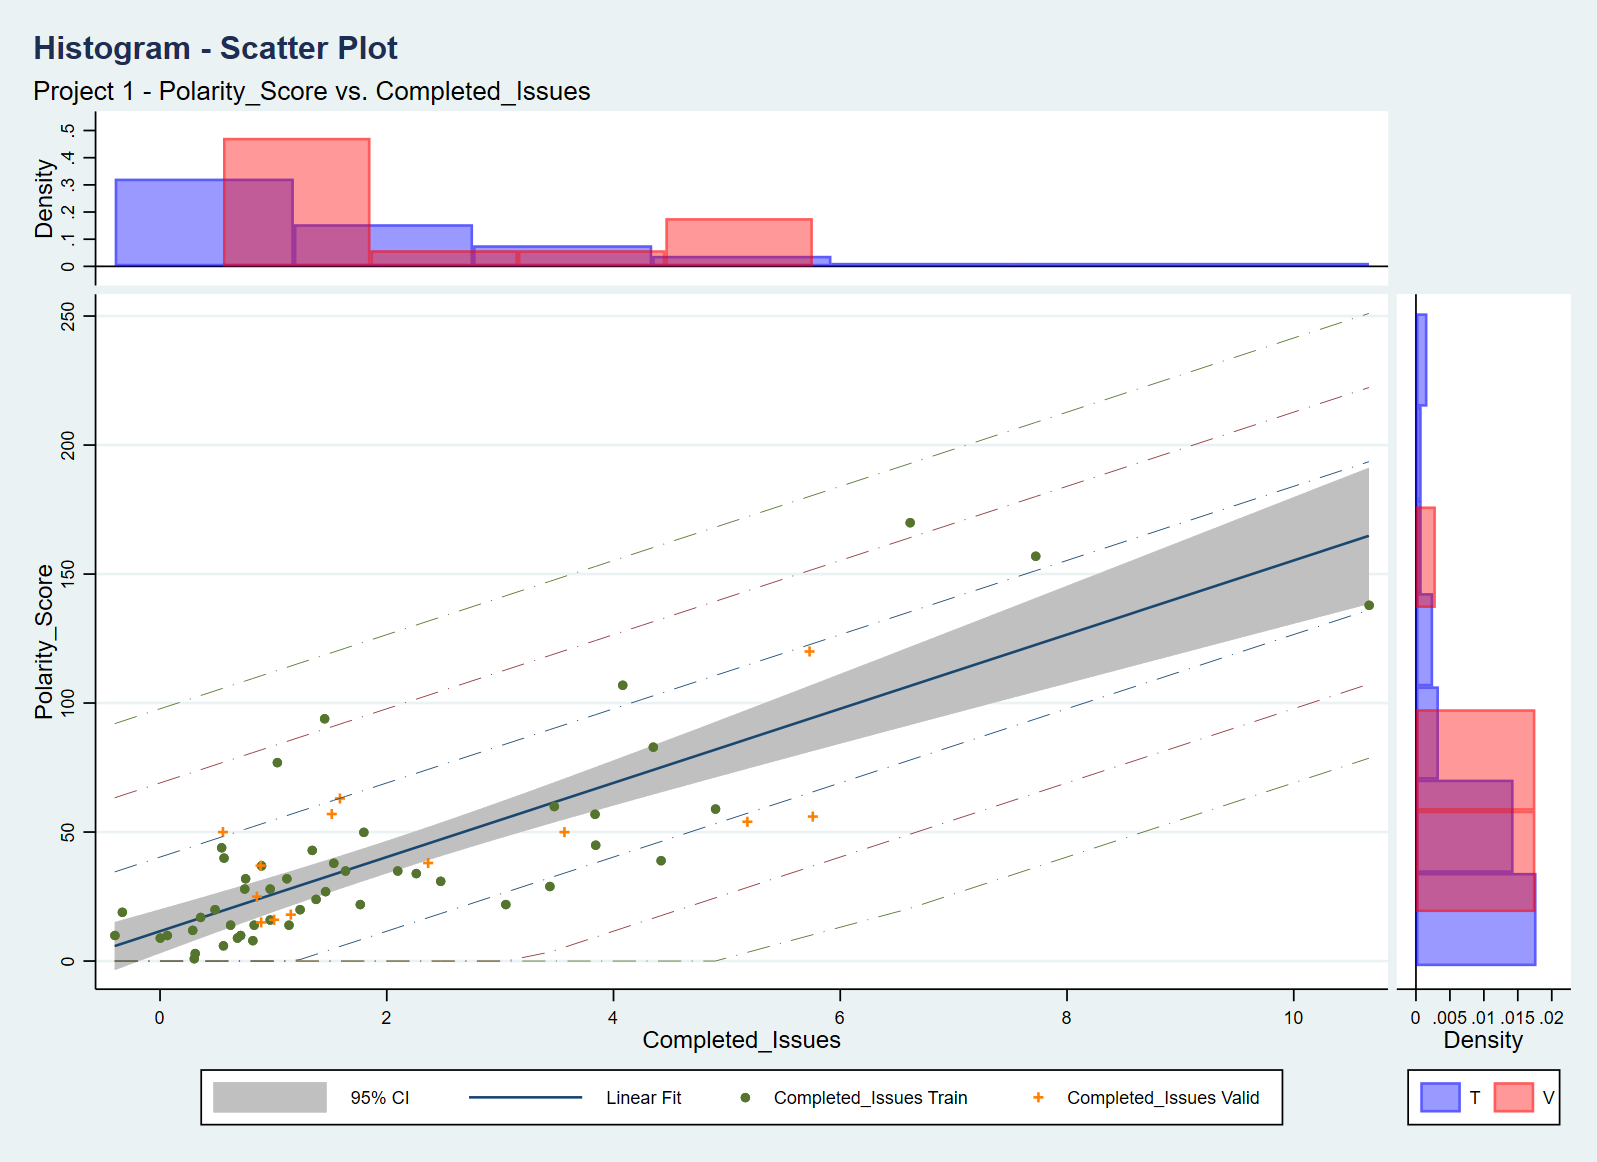 Histogram - Scatter Plot
Project 1 - Polarity_Score vs. Completed_Issues
Density
.5
.4
.3
.2
.1
0
Polarity_Score
250
200
150
100
50
0
0 2 4 6 8 10
Completed_Issues
0 .005 .01 .015 .02
Density
95% CI Linear Fit Completed_Issues Train Completed_Issues Valid
T V